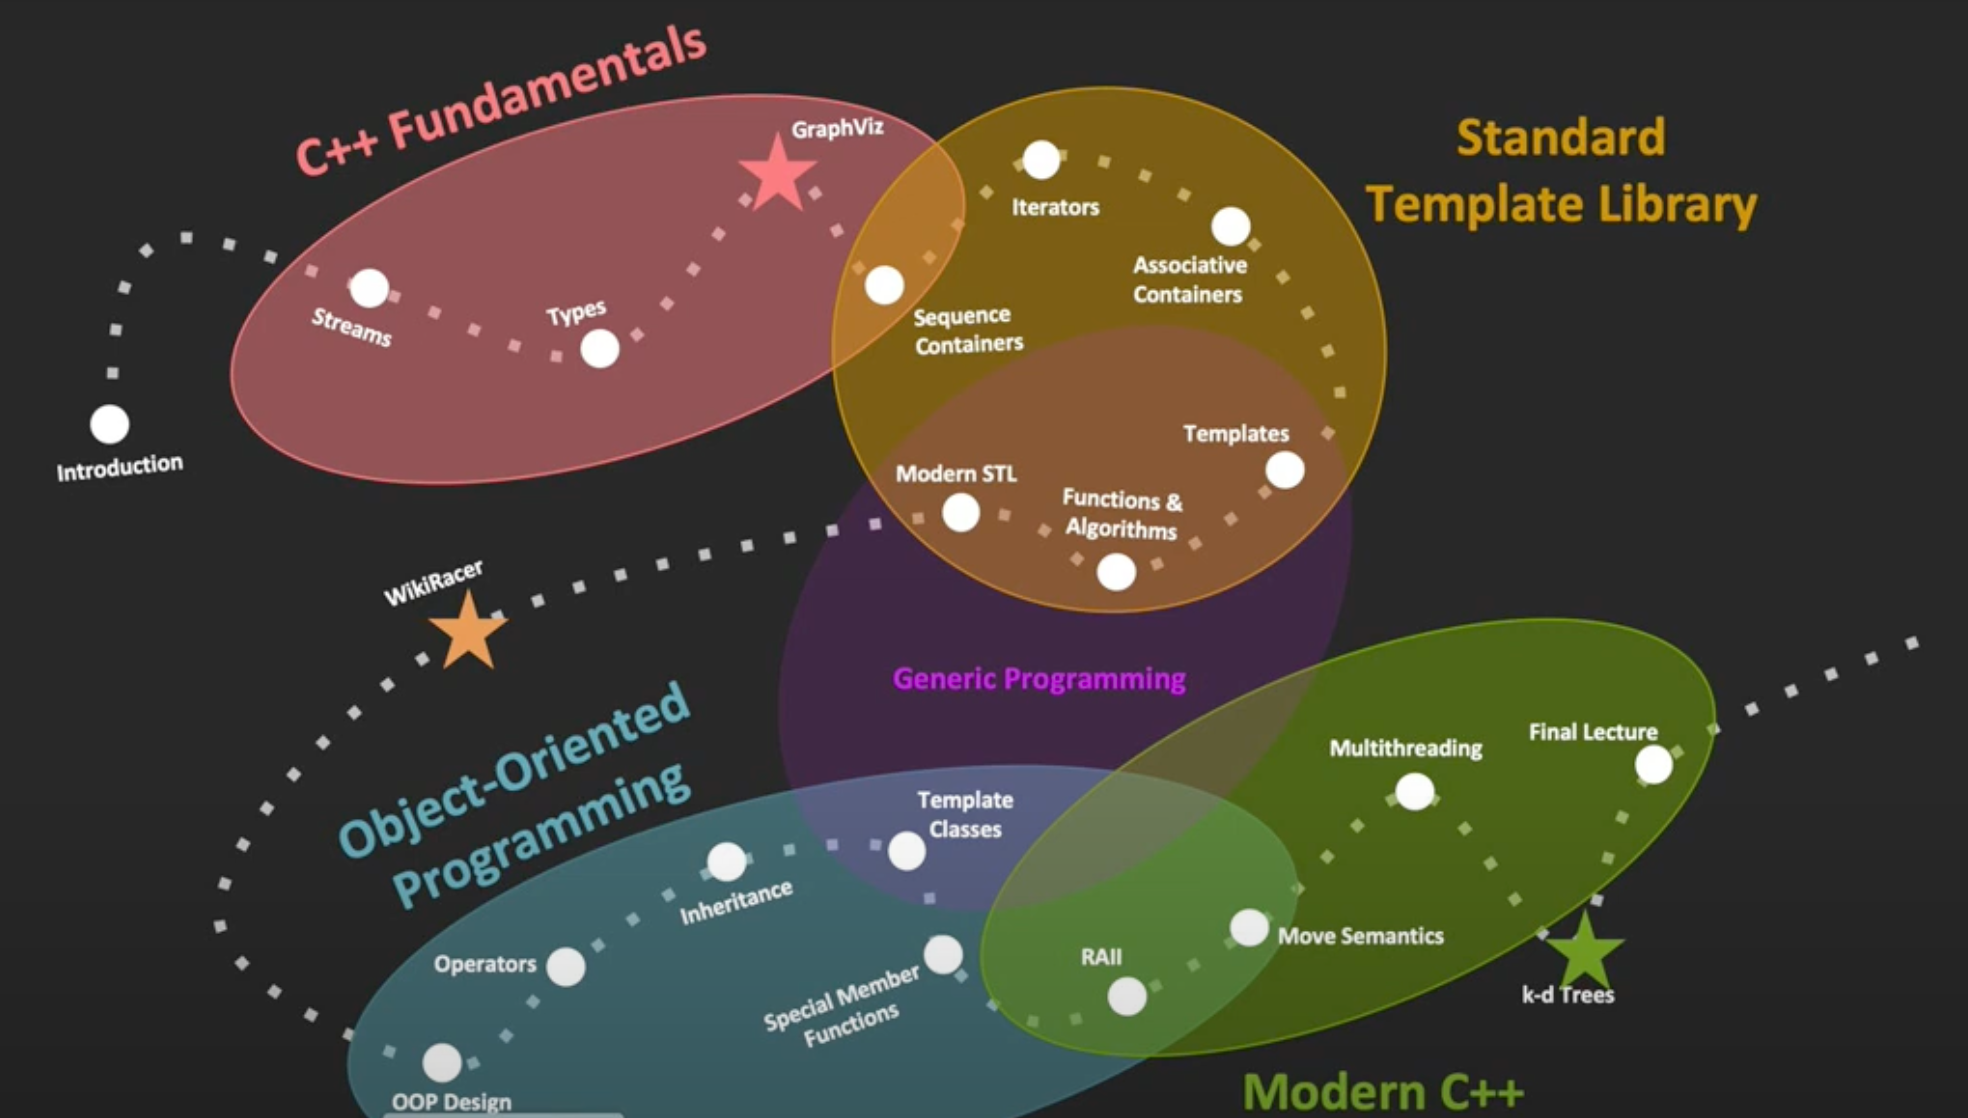 C++ Fundamentals
GraphViz
Standard
Template Library
Iterators
Associative
Containers
Streams
Types
Sequence
Containers
Introduction
Templates
Modern STL
Functions &
Algorithms
WikiRacer
Generic Programming
Object-Oriented
Programming
Multithreading
Final Lecture
Template
Classes
Inheritance
Operators
Special Member
Functions
RAII
Move Semantics
k-d Trees
OOP Design
Modern C++